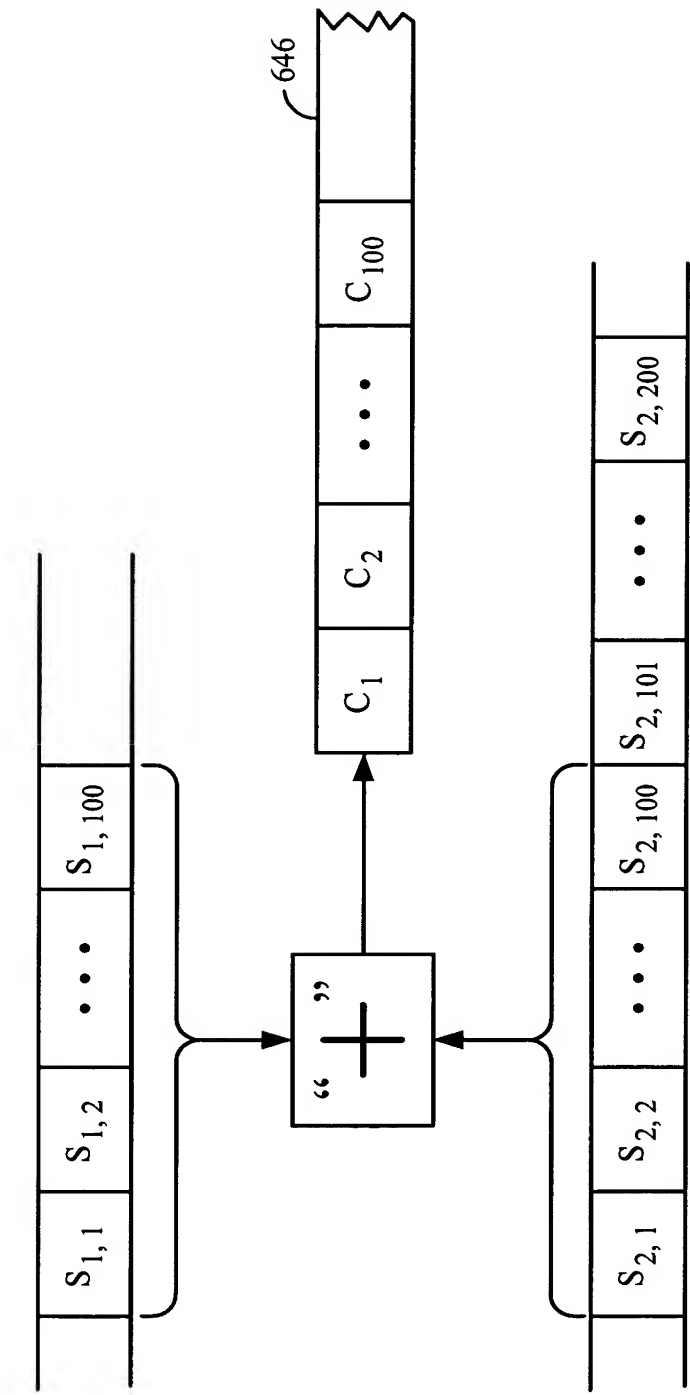 S1,1 S1,2 ••• S1,100
“+”
646
C1 C2 ••• C100
S2,1 S2,2 ••• S2,100 S2,101 ••• S2,200